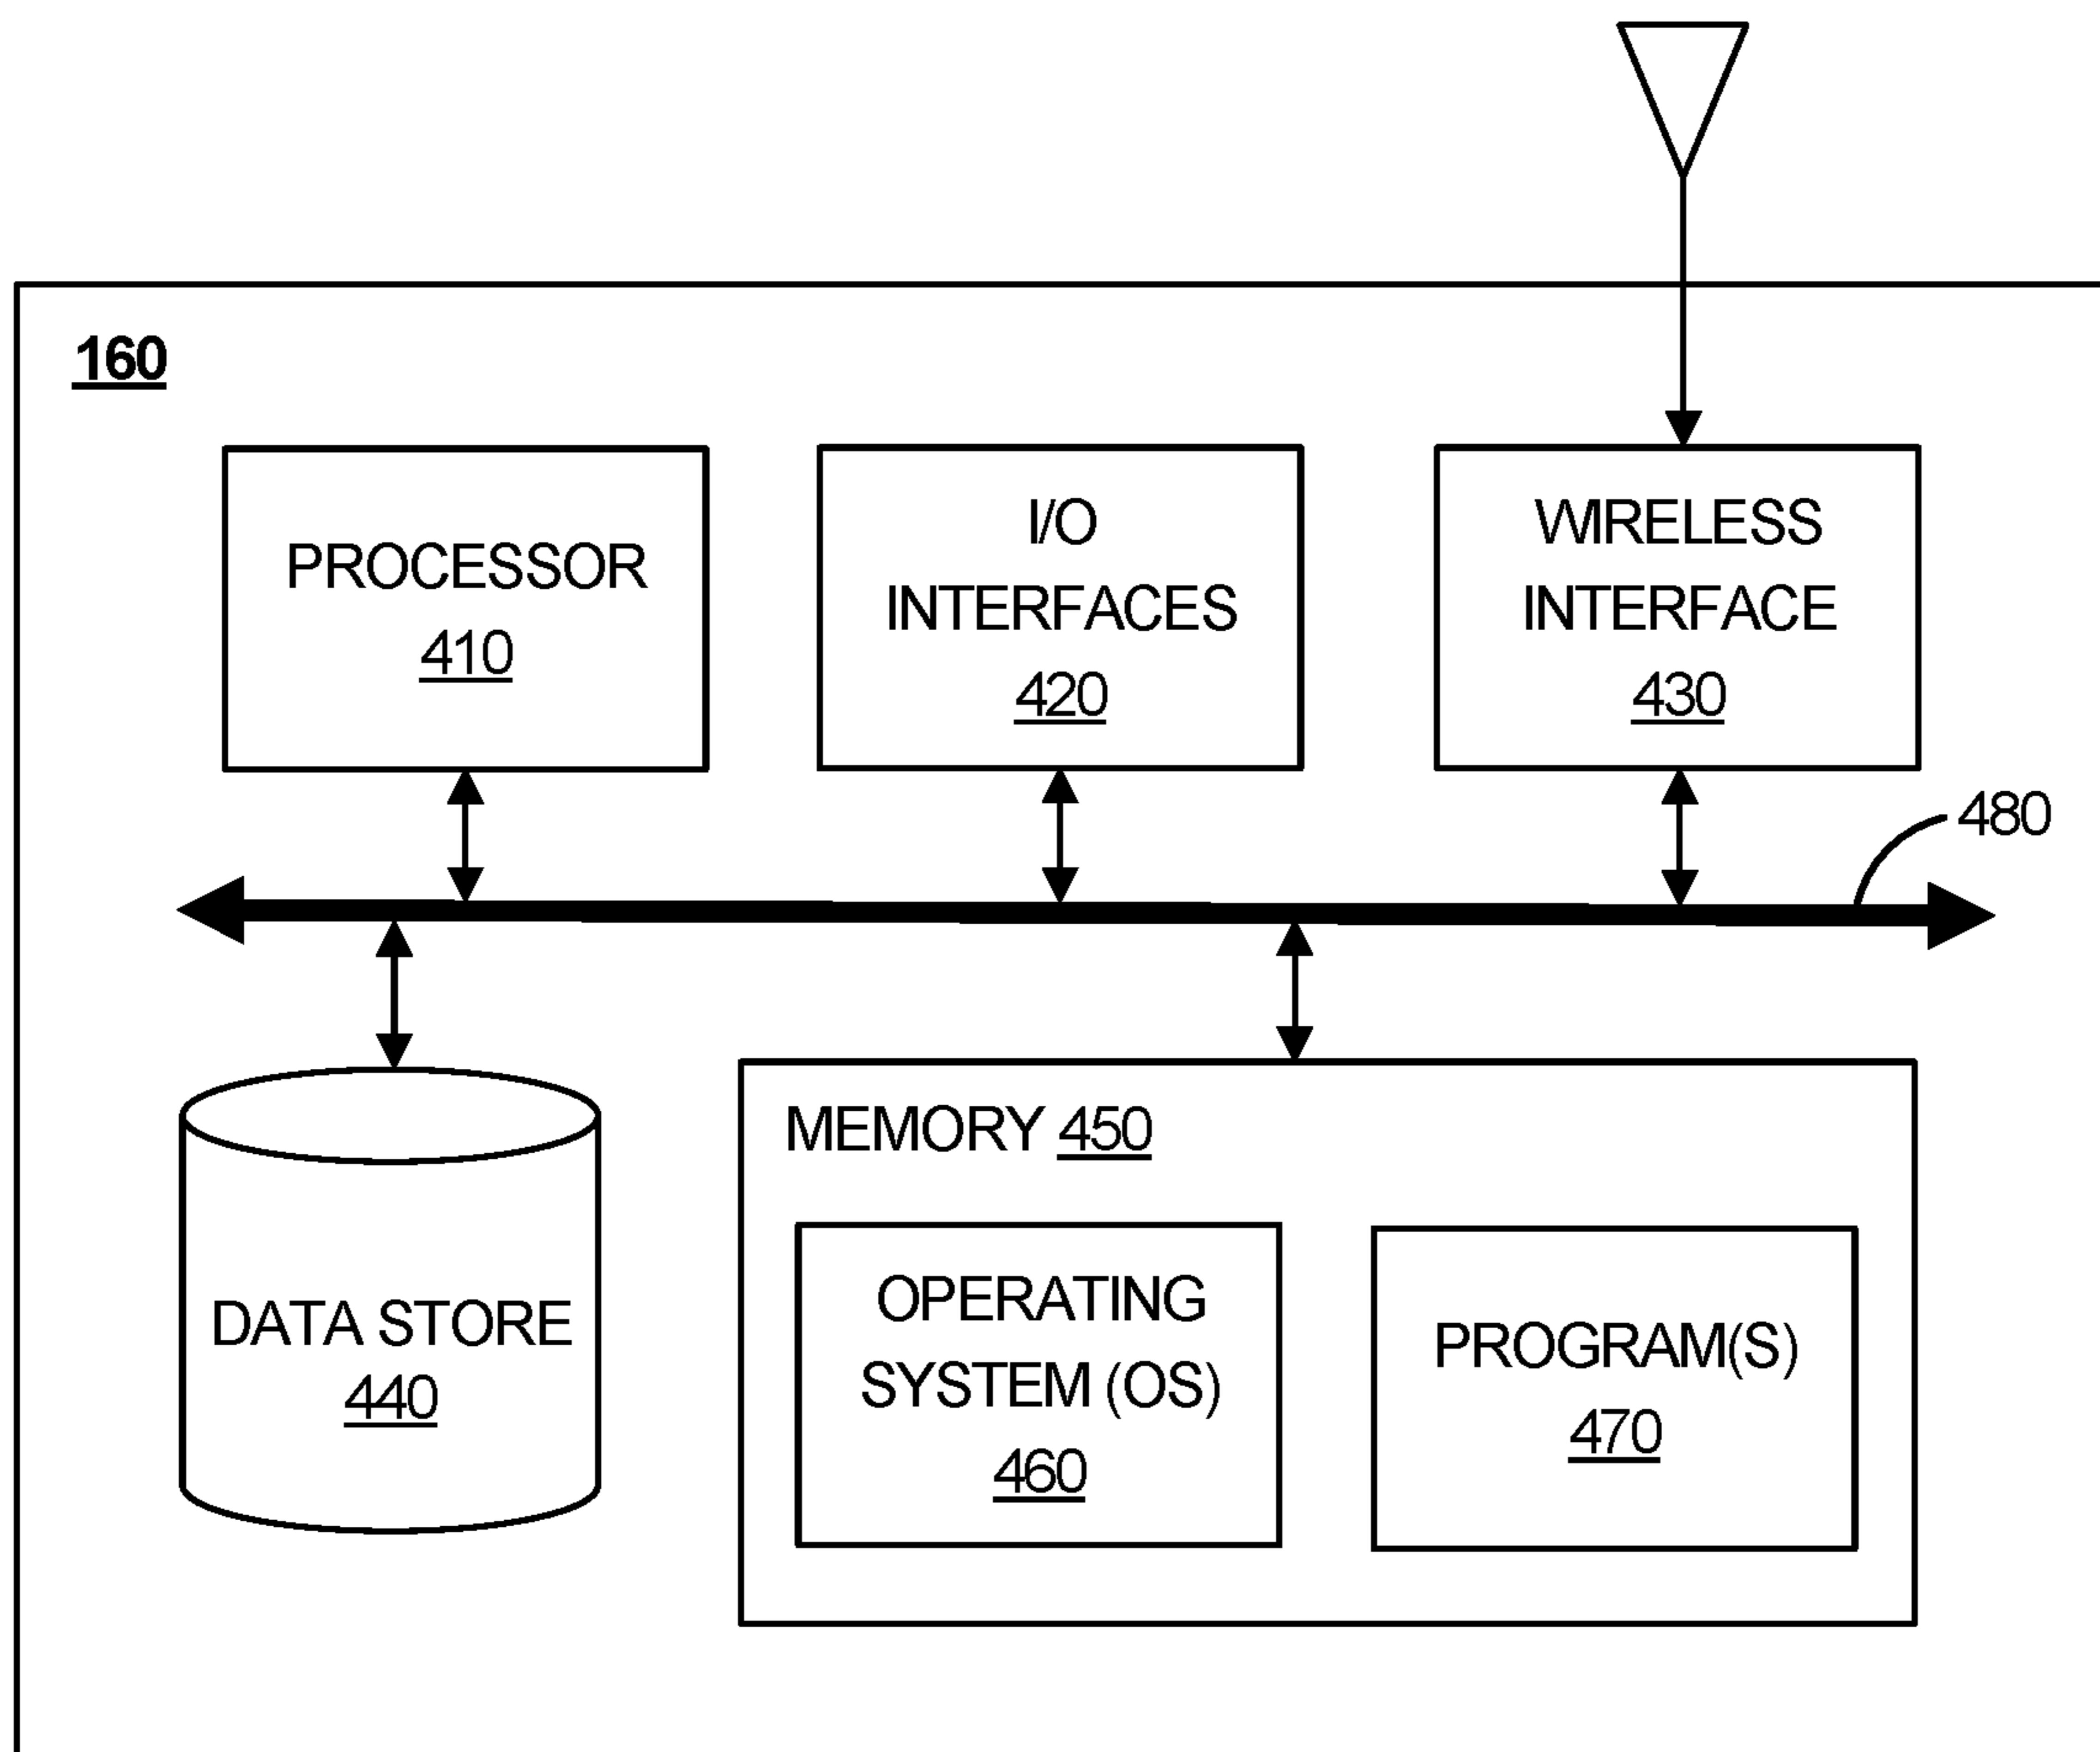 160
PROCESSOR
410
I/O
INTERFACES
420
WIRELESS
INTERFACE
430
480
DATA STORE
440
MEMORY 450
OPERATING
SYSTEM (OS)
460
PROGRAM(S)
470